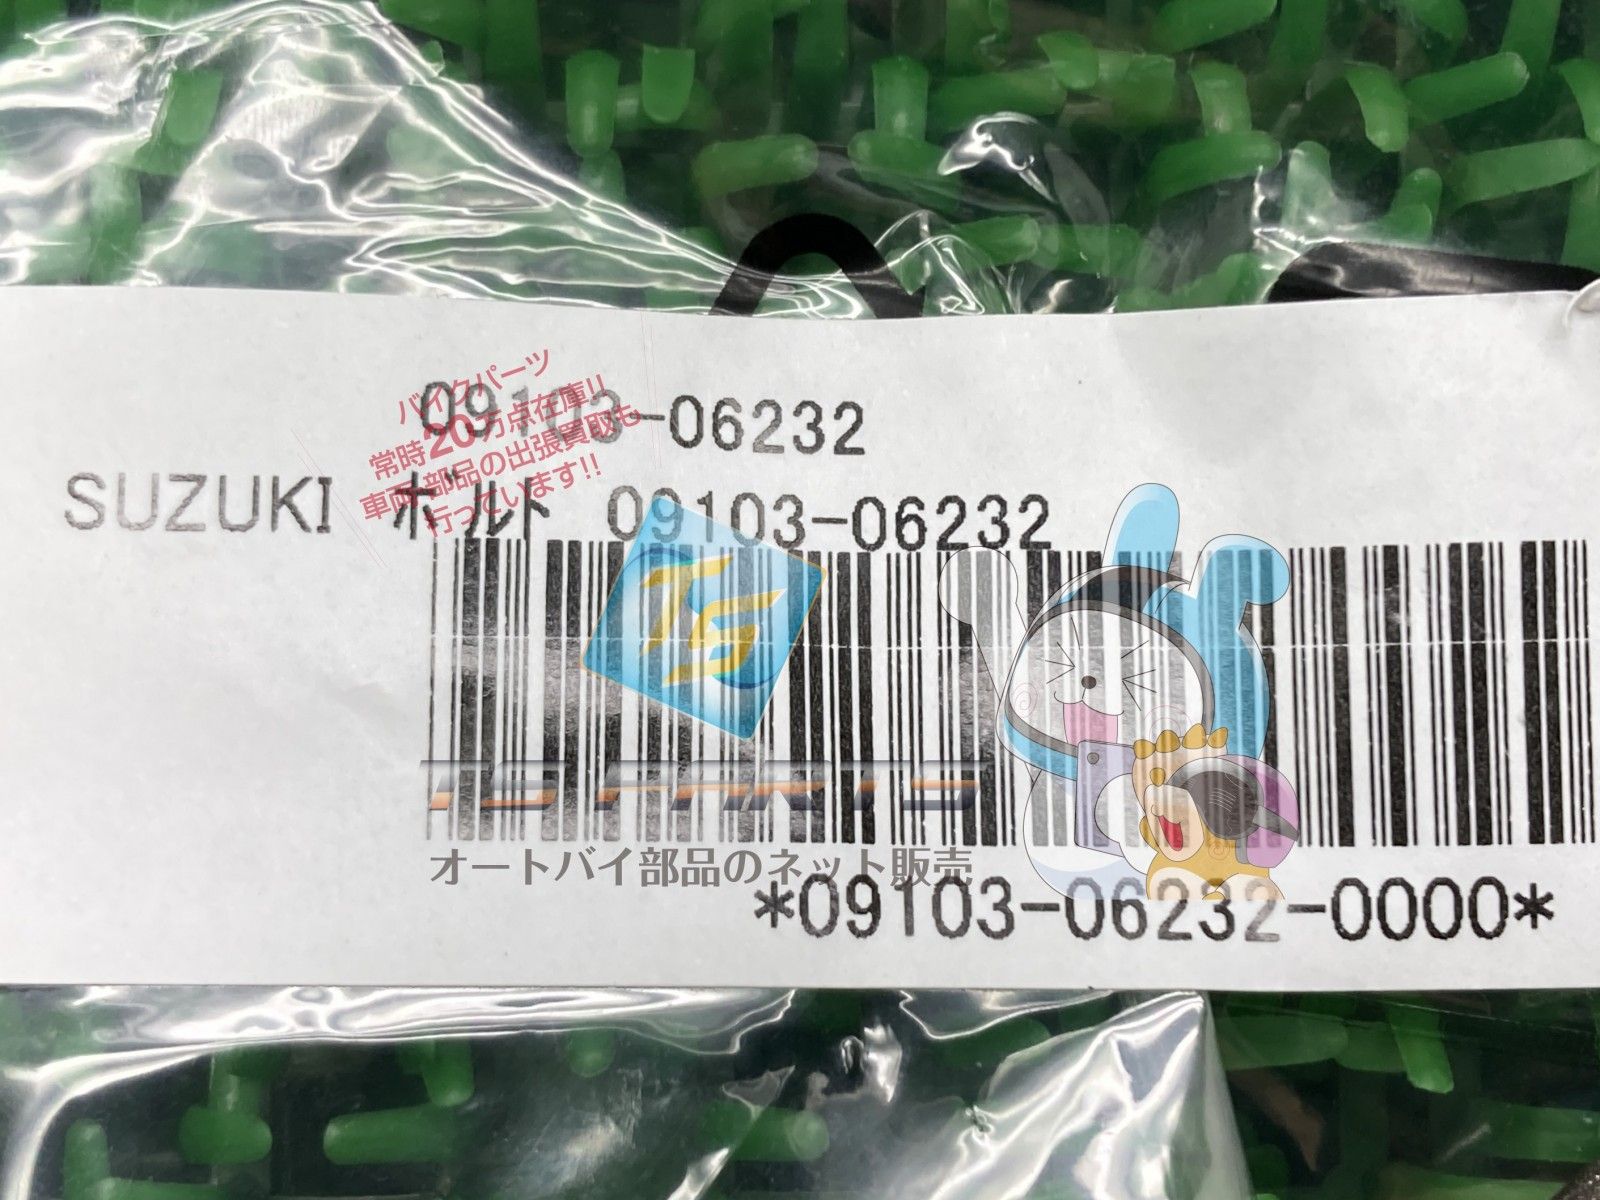 09103-06232
バイクパーツ
常時20万点在庫!!
車両・部品の出張買取も
行っています!!
SUZUKI ボルト 09103-06232
TS
TS PARTS
オートバイ部品のネット販売
*09103-06232-0000*